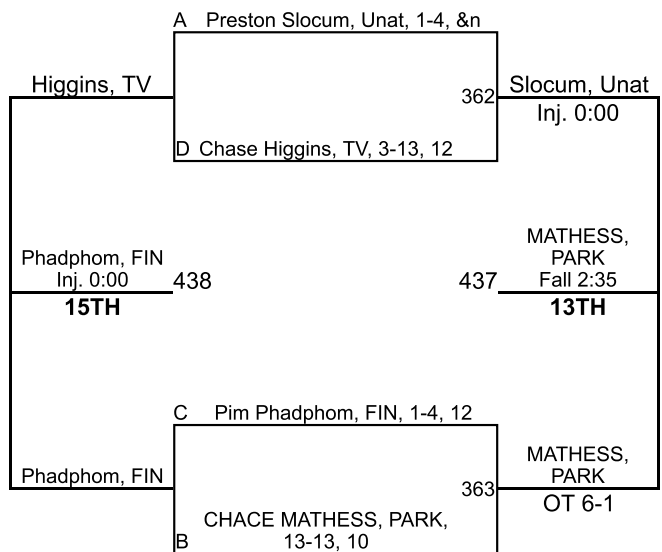 A Preston Slocum, Unat, 1-4, &n
Higgins, TV
362
Slocum, Unat
Inj. 0:00
D Chase Higgins, TV, 3-13, 12
Phadphom, FIN
Inj. 0:00
15TH
438
437
MATHESS,
PARK
Fall 2:35
13TH
C Pim Phadphom, FIN, 1-4, 12
Phadphom, FIN
363
MATHESS,
PARK
OT 6-1
CHACE MATHESS, PARK,
B 13-13, 10